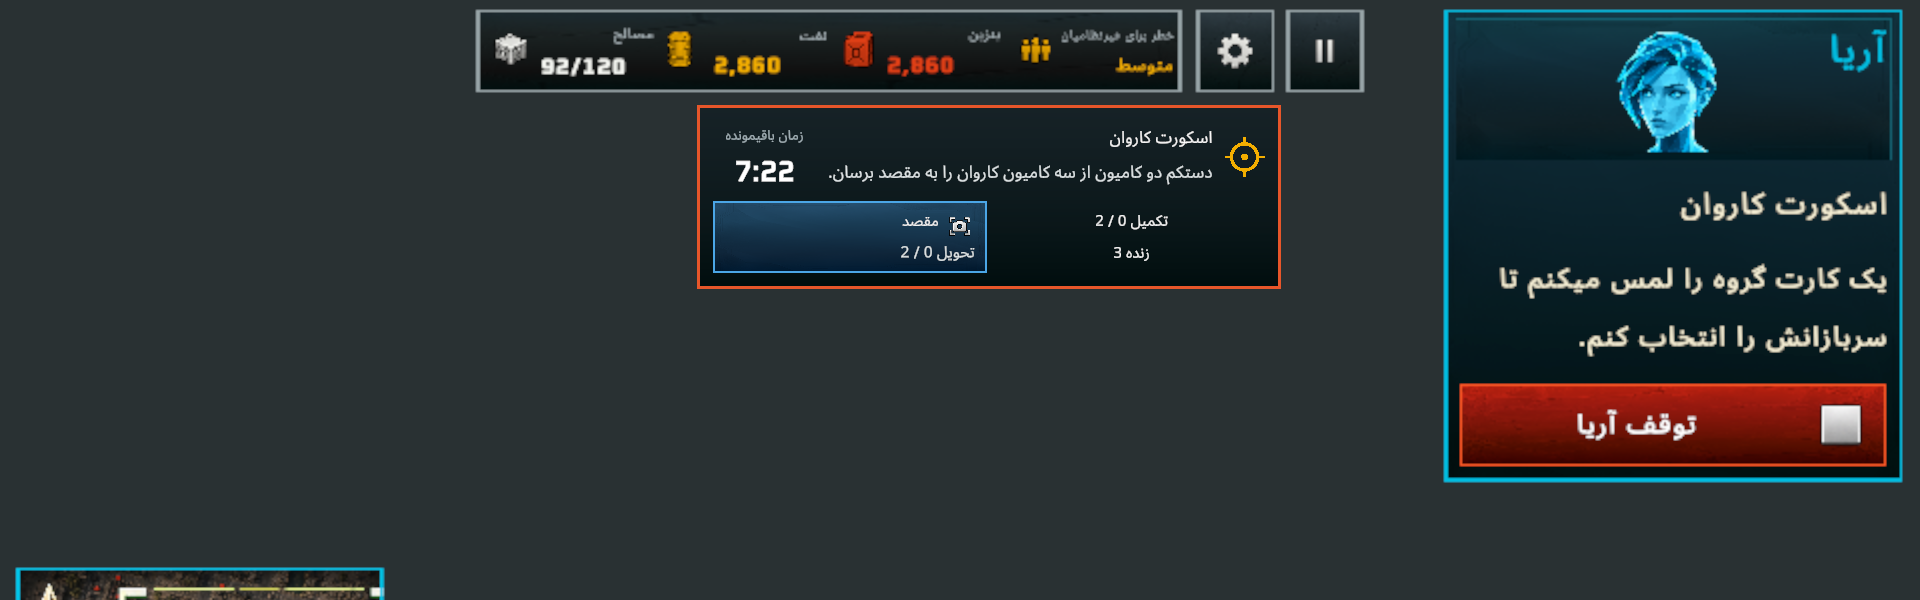 خطر برای غیرنظامیان
متوسط
بنزین
2,860
نفت
2,860
مصالح
92/120
اسکورت کاروان
دستکم دو کامیون از سه کامیون کاروان را به مقصد برسان.
زمان باقیمونده
7:22
تکمیل 0 / 2
زنده 3
مقصد
تحویل 0 / 2
آریا
اسکورت کاروان
یک کارت گروه را لمس میکنم تا
سربازانش را انتخاب کنم.
توقف آریا